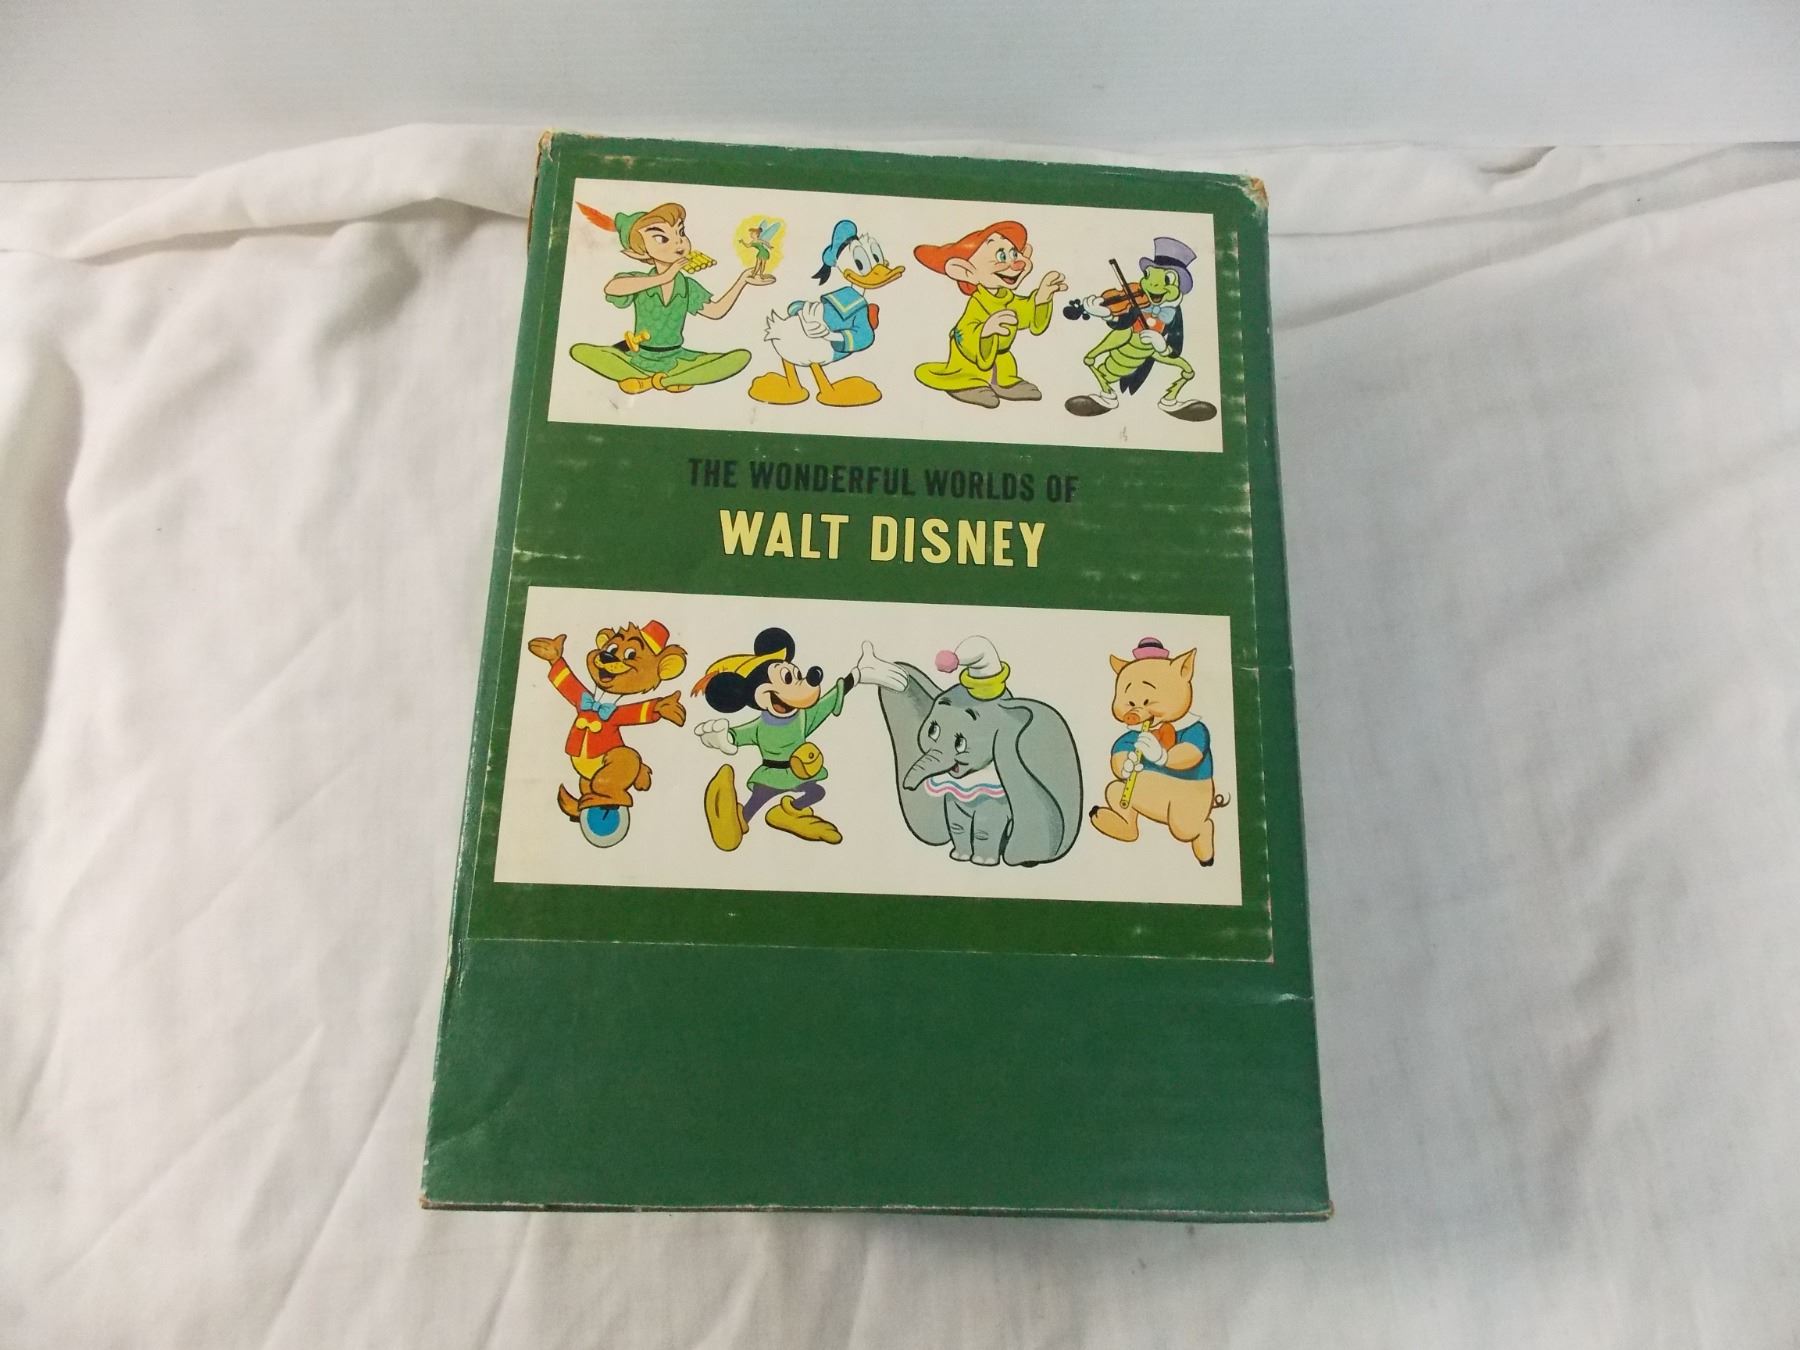 THE WONDERFUL WORLDS OF
WALT DISNEY